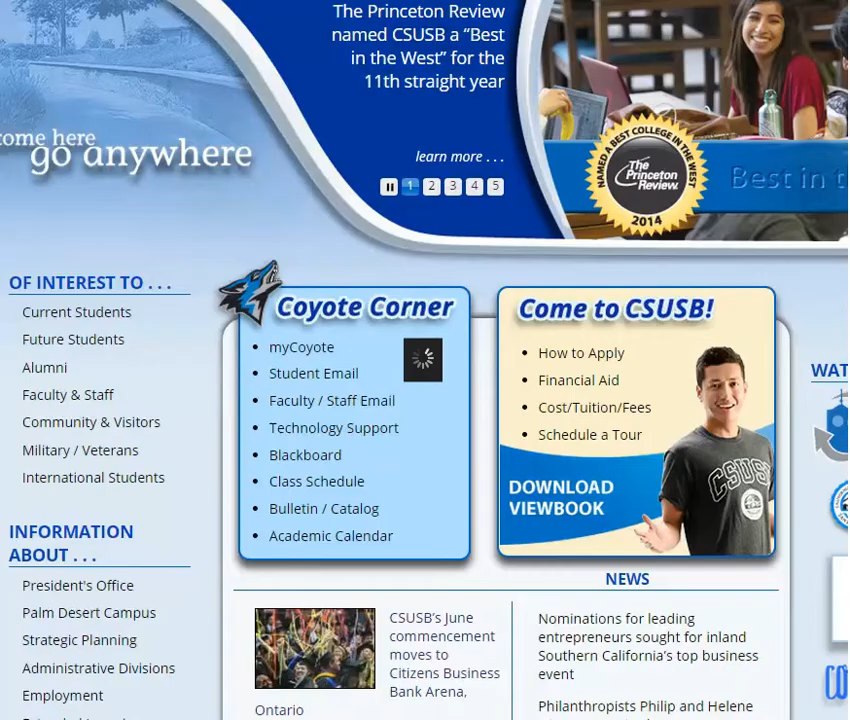 The Princeton Review
named CSUSB a “Best
in the West” for the
11th straight year
come here
go anywhere
learn more . . .
1 2 3 4 5
NAMED A BEST COLLEGE IN THE WEST
The
Princeton
Review
2014
Best in t
OF INTEREST TO . . .
Current Students
Future Students
Alumni
Faculty & Staff
Community & Visitors
Military / Veterans
International Students
INFORMATION
ABOUT . . .
President's Office
Palm Desert Campus
Strategic Planning
Administrative Divisions
Employment
Coyote Corner
myCoyote
Student Email
Faculty / Staff Email
Technology Support
Blackboard
Class Schedule
Bulletin / Catalog
Academic Calendar
Come to CSUSB!
How to Apply
Financial Aid
Cost/Tuition/Fees
Schedule a Tour
DOWNLOAD
VIEWBOOK
CSUSB
WAT
NEWS
CSUSB’s June
commencement
moves to
Citizens Business
Bank Arena,
Ontario
Nominations for leading
entrepreneurs sought for inland
Southern California’s top business
event
Philanthropists Philip and Helene